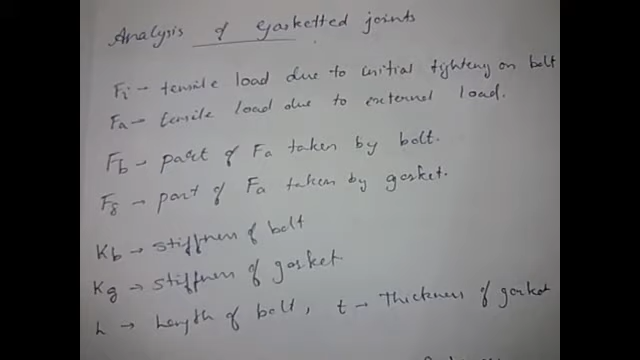 Analysis of Gasketted joints
Fi → tensile load due to initial tighteng on bolt
Fa → tensile load due to external load.
Fb → part of Fa taken by bolt.
Fg → part of Fa taken by gasket.
Kb → stiffness of bolt
Kg → stiffness of gasket
L → Length of bolt, t → Thickness of gasket